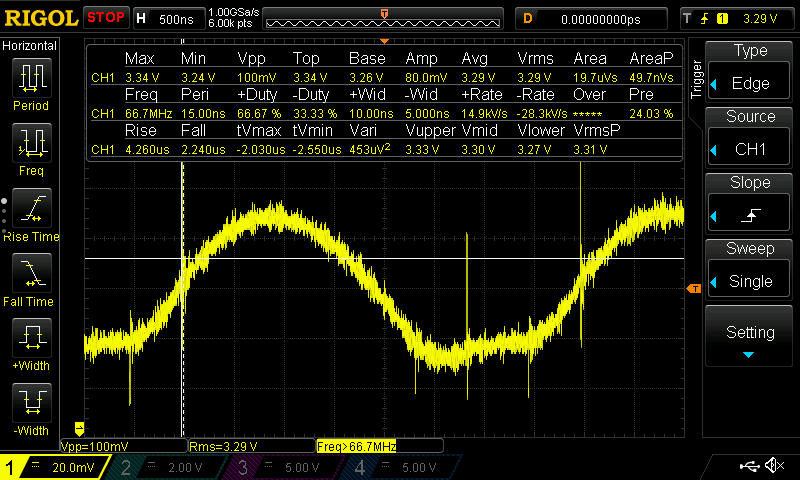 RIGOL STOP H 500ns 1.00GSa/s 6.00k pts T D 0.00000000ps T 1 3.29 V
Horizontal
Period
Freq
Rise Time
Fall Time
+Width
-Width
Max Min Vpp Top Base Amp Avg Vrms Area AreaP
CH1 3.34 V 3.24 V 100mV 3.34 V 3.26 V 80.0mV 3.29 V 3.29 V 19.7uVs 49.7nVs
Freq Peri +Duty -Duty +Wid -Wid +Rate -Rate Over Pre
CH1 66.7MHz 15.00ns 66.67 % 33.33 % 10.00ns 5.000ns 14.9kV/s -28.3kV/s ***** 24.03 %
Rise Fall tVmax tVmin Vari Vupper Vmid Vlower VrmsP
CH1 4.260us 2.240us -2.030us -2.550us 453uV² 3.33 V 3.30 V 3.27 V 3.31 V
Trigger
Type
Edge
Source
CH1
Slope
Sweep
Single
Setting
T
Vpp=100mV Rms=3.29 V Freq>66.7MHz
1 20.0mV 2 2.00 V 3 5.00 V 4 5.00 V